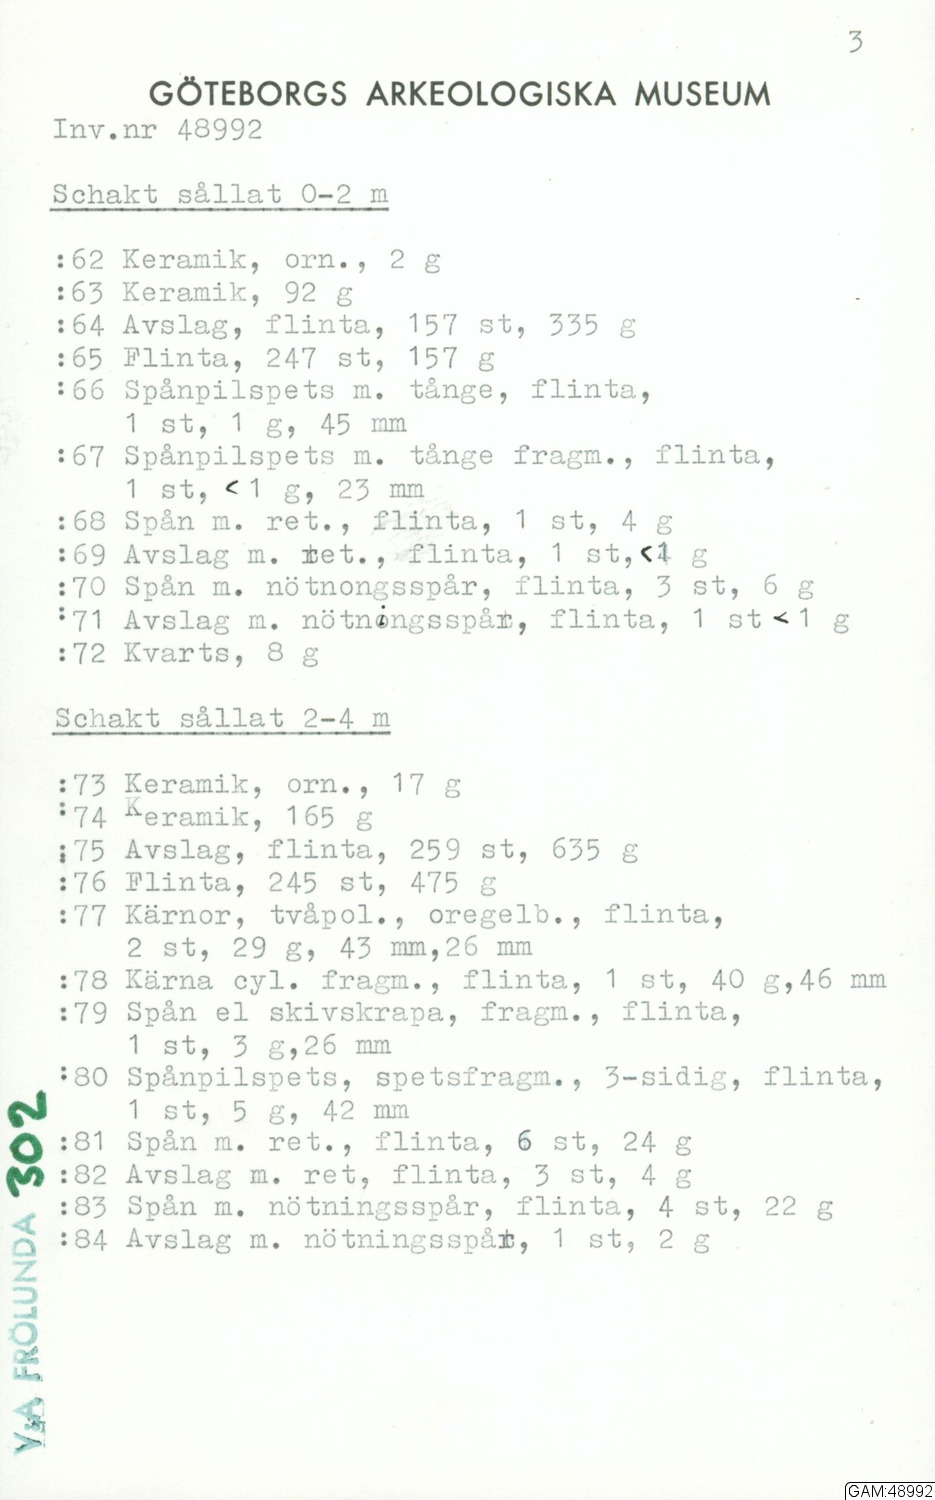 3
GÖTEBORGS ARKEOLOGISKA MUSEUM
Inv.nr 48992
Schakt sållat 0-2 m
:62 Keramik, orn., 2 g
:63 Keramik, 92 g
:64 Avslag, flinta, 157 st, 335 g
:65 Flinta, 247 st, 157 g
:66 Spånpilspets m. tånge, flinta,
1 st, 1 g, 45 mm
:67 Spånpilspets m. tånge fragm., flinta,
1 st, <1 g, 23 mm
:68 Spån m. ret., flinta, 1 st, 4 g
:69 Avslag m. ret., flinta, 1 st,<1 g
:70 Spån m. nötnongsspår, flinta, 3 st, 6 g
:71 Avslag m. nötningsspår, flinta, 1 st <1 g
:72 Kvarts, 8 g
Schakt sållat 2-4 m
:73 Keramik, orn., 17 g
:74 Keramik, 165 g
:75 Avslag, flinta, 259 st, 635 g
:76 Flinta, 245 st, 475 g
:77 Kärnor, tvåpol., oregelb., flinta,
2 st, 29 g, 43 mm,26 mm
:78 Kärna cyl. fragm., flinta, 1 st, 40 g,46 mm
:79 Spån el skivskrapa, fragm., flinta,
1 st, 3 g,26 mm
:80 Spånpilspets, spetsfragm., 3-sidig, flinta,
1 st, 5 g, 42 mm
:81 Spån m. ret., flinta, 6 st, 24 g
:82 Avslag m. ret, flinta, 3 st, 4 g
:83 Spån m. nötningsspår, flinta, 4 st, 22 g
:84 Avslag m. nötningsspår, 1 st, 2 g
V:A FRÖLUNDA 302
GAM:48992